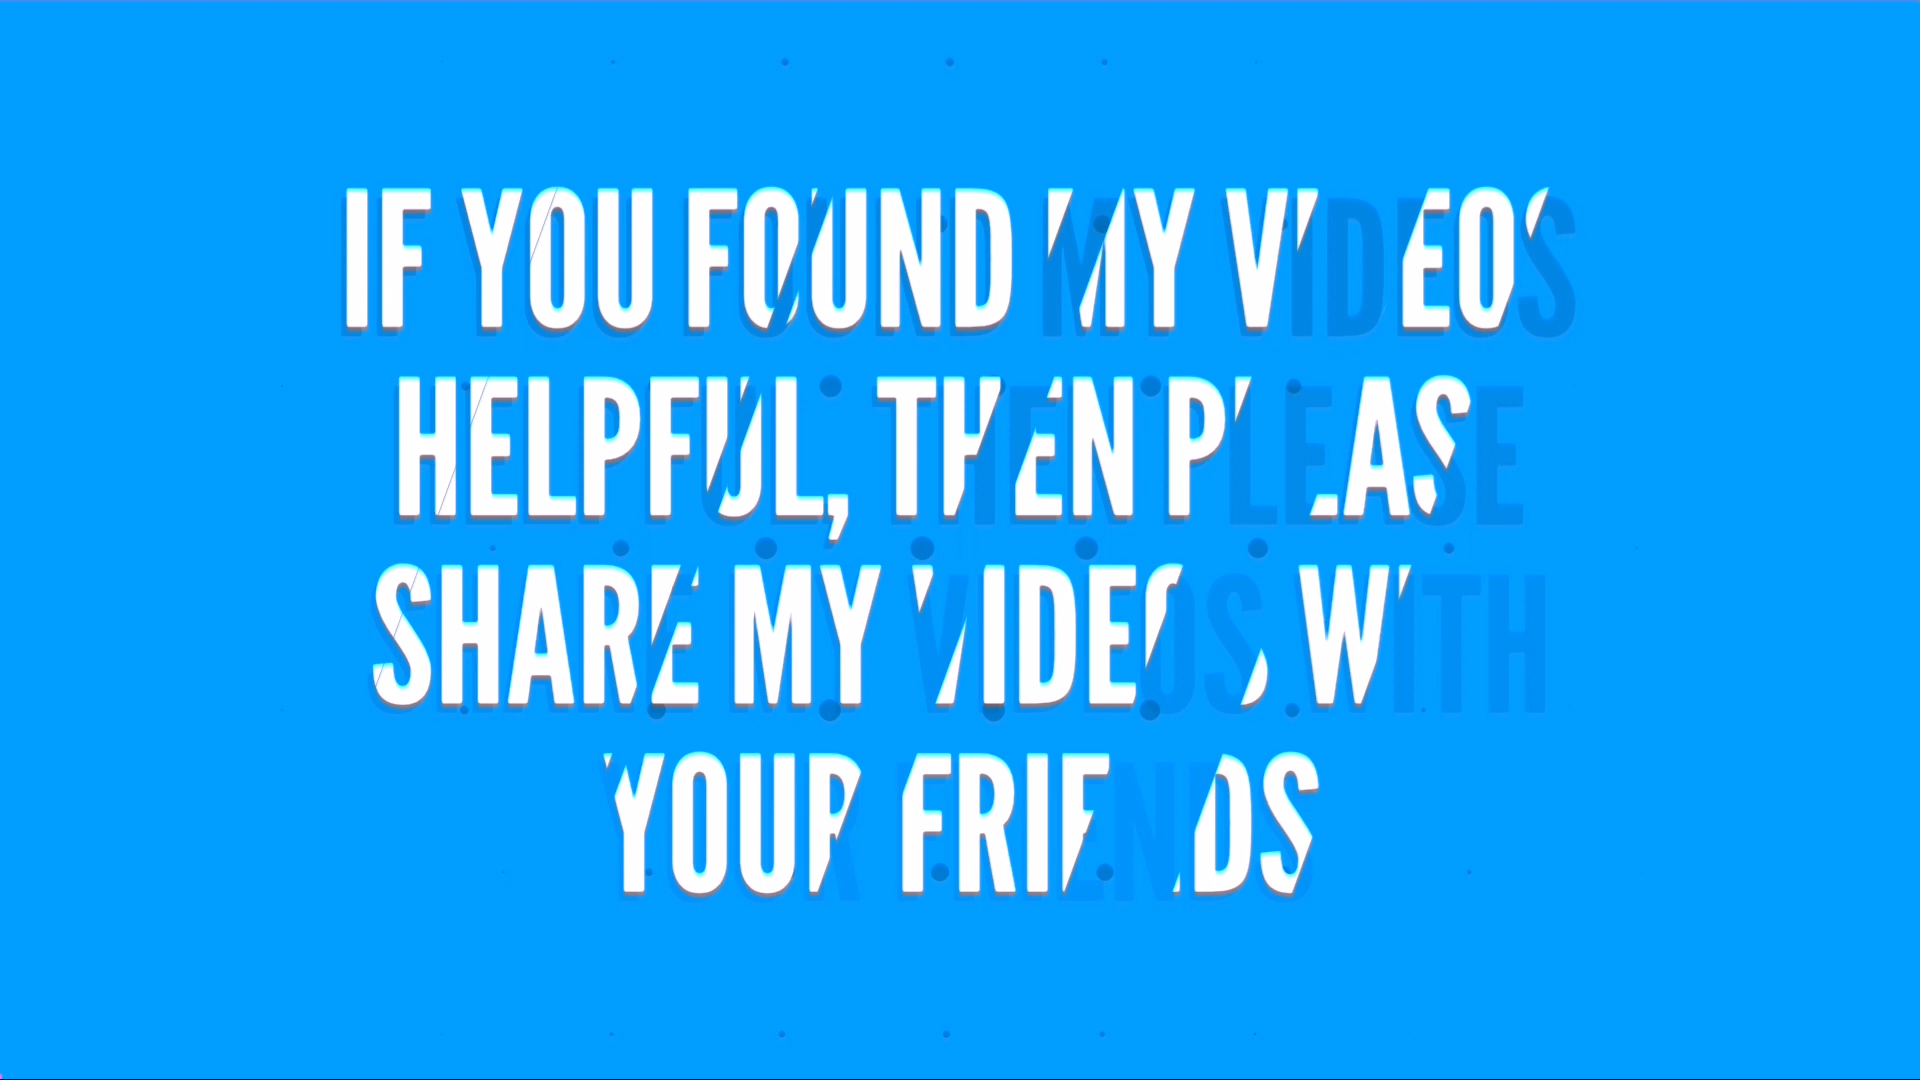 IF YOU FOUND MY VIDEOS
HELPFUL, THEN PLEASE
SHARE MY VIDEOS WITH
YOUR FRIENDS